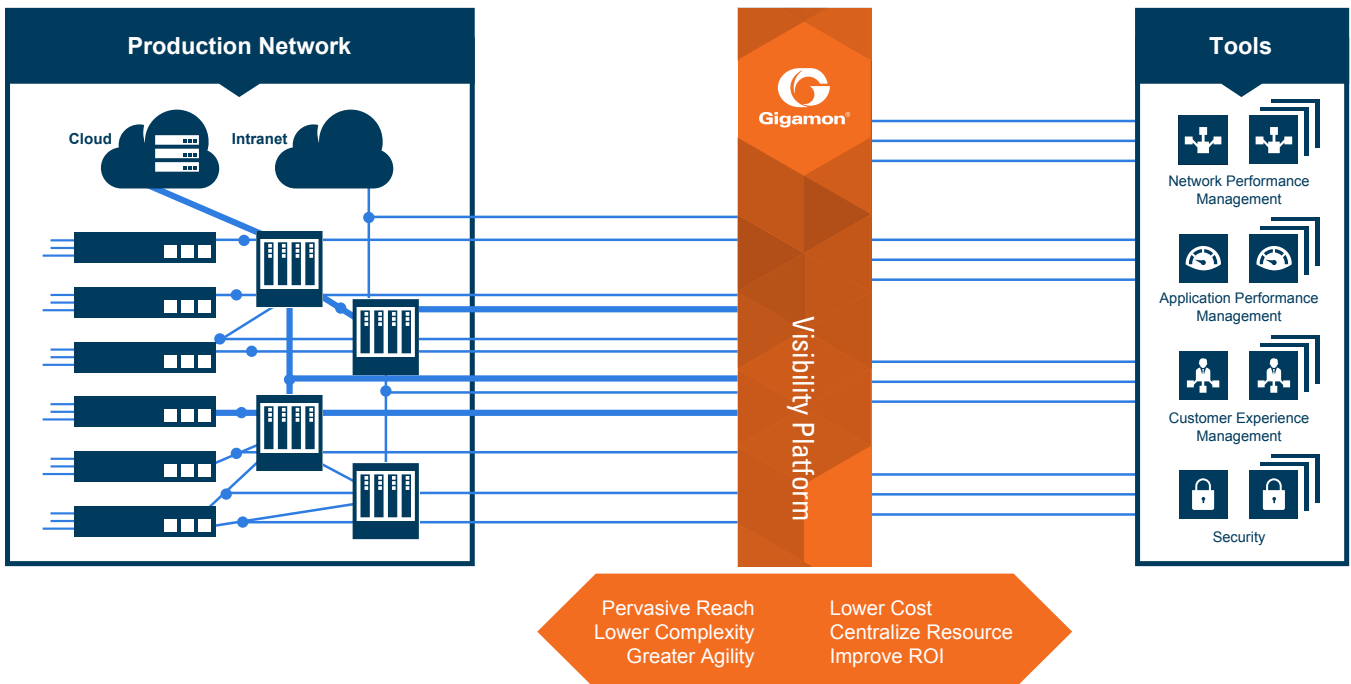 Production Network
Cloud
Intranet
Gigamon®
Visibility Platform
Tools
Network Performance
Management
Application Performance
Management
Customer Experience
Management
Security
Pervasive Reach
Lower Complexity
Greater Agility
Lower Cost
Centralize Resource
Improve ROI